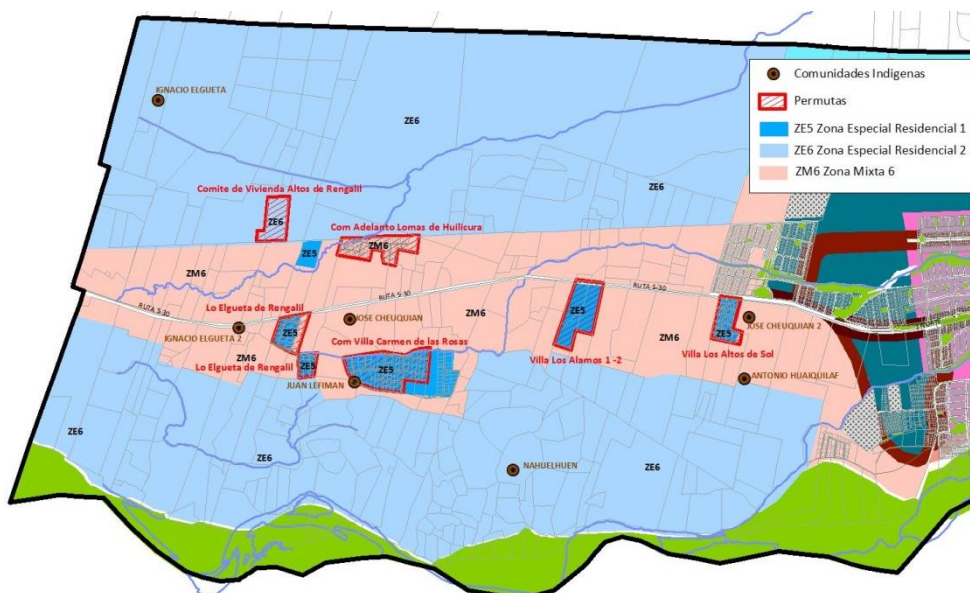 Comunidades Indigenas
Permutas
ZE5 Zona Especial Residencial 1
ZE6 Zona Especial Residencial 2
ZM6 Zona Mixta 6
IGNACIO ELGUETA
ZE6
ZE6
Comite de Vivienda Altos de Rengalil
ZE6
Com Adelanto Lomas de Huilicura
ZM6
ZE5
ZM6
RUTA S-30
RUTA S-30
RUTA S-30
Lo Elgueta de Rengalil
ZE5
IGNACIO ELGUETA 2
JOSE CHEUQUIAN
ZM6
ZE5
ZM6
ZE5
JOSE CHEUQUIAN 2
Com Villa Carmen de las Rosas
Villa Los Alamos 1 -2
Villa Los Altos de Sol
ZM6
Lo Elgueta de Rengalil
ZE5
ZE5
JUAN LEFIMAN
ANTONIO HUAIQUILAF
ZE6
ZE6
NAHUELHUEN
ZE6